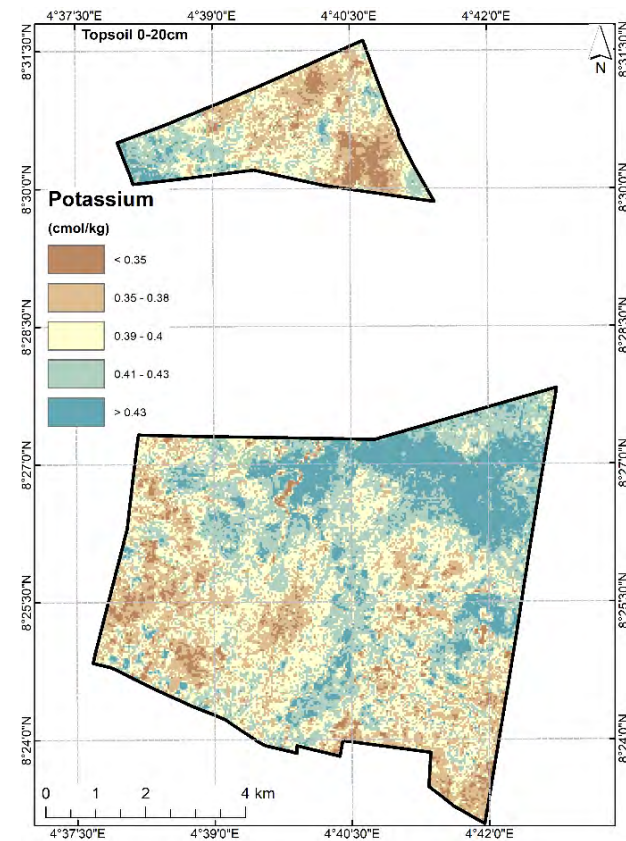 4°37'30"E 4°39'0"E 4°40'30"E 4°42'0"E
Topsoil 0-20cm
N
8°31'30"N 8°31'30"N
8°30'0"N 8°30'0"N
Potassium
(cmol/kg)
< 0.35
0.35 - 0.38
0.39 - 0.4
0.41 - 0.43
> 0.43
8°28'30"N 8°28'30"N
8°27'0"N 8°27'0"N
8°25'30"N 8°25'30"N
8°24'0"N 8°24'0"N
0 1 2 4 km
4°37'30"E 4°39'0"E 4°40'30"E 4°42'0"E